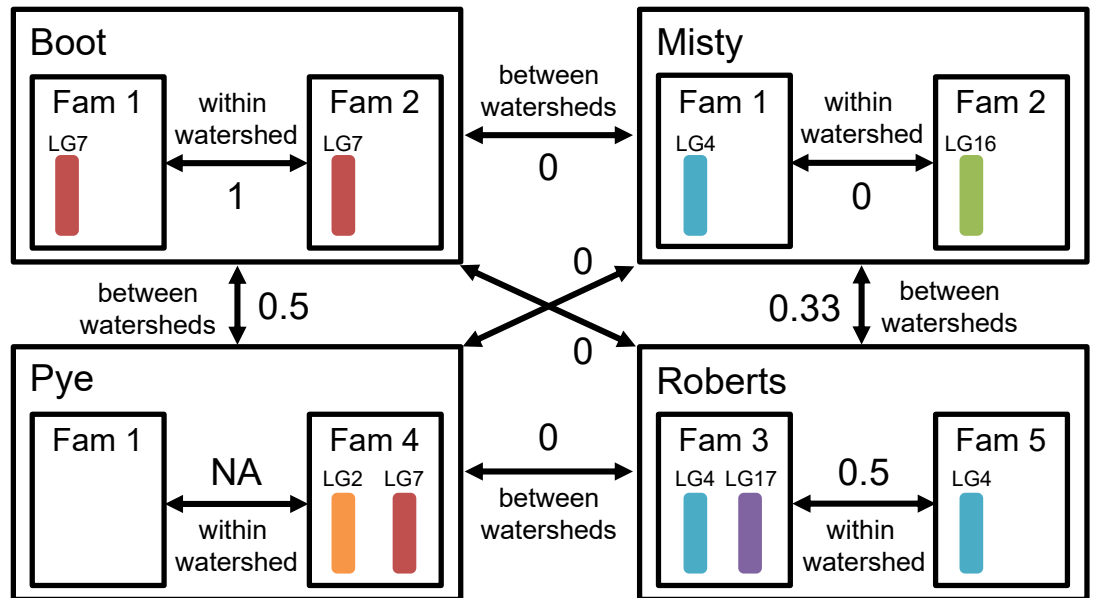 Boot
Fam 1
LG7
within
watershed
1
Fam 2
LG7
between
watersheds
0
Misty
Fam 1
LG4
within
watershed
0
Fam 2
LG16
between
watersheds
0.5
0
0
0.33
between
watersheds
Pye
Fam 1
NA
within
watershed
Fam 4
LG2 LG7
0
between
watersheds
Roberts
Fam 3
LG4 LG17
0.5
within
watershed
Fam 5
LG4